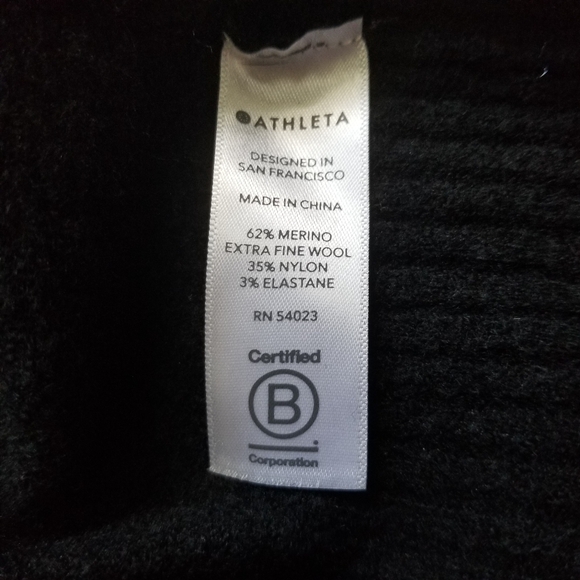 ATHLETA
DESIGNED IN
SAN FRANCISCO
MADE IN CHINA
62% MERINO
EXTRA FINE WOOL
35% NYLON
3% ELASTANE
RN 54023
Certified
B
Corporation